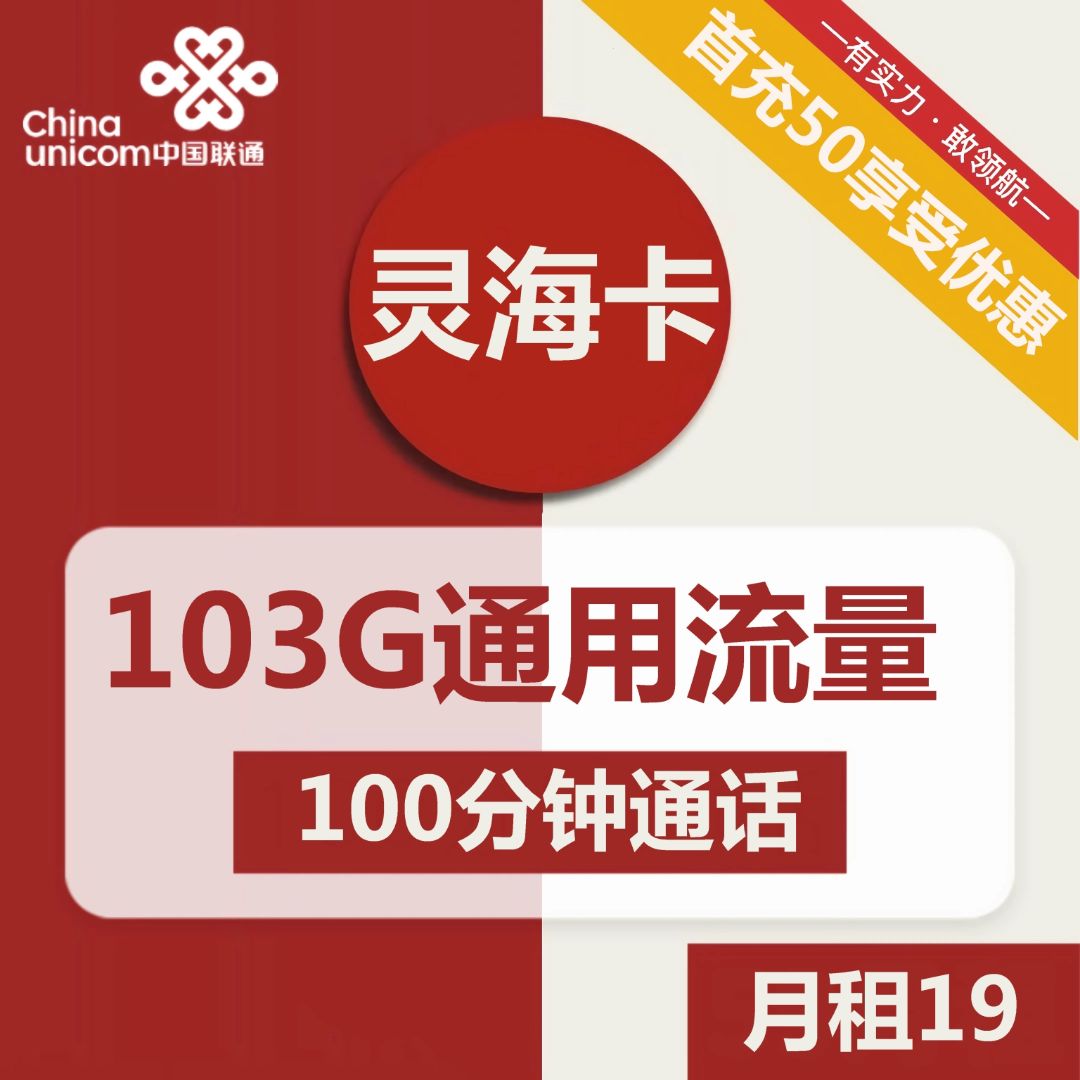 China
unicom中国联通
一有实力·敢领航一
首充50享受优惠
灵海卡
103G通用流量
100分钟通话
月租19